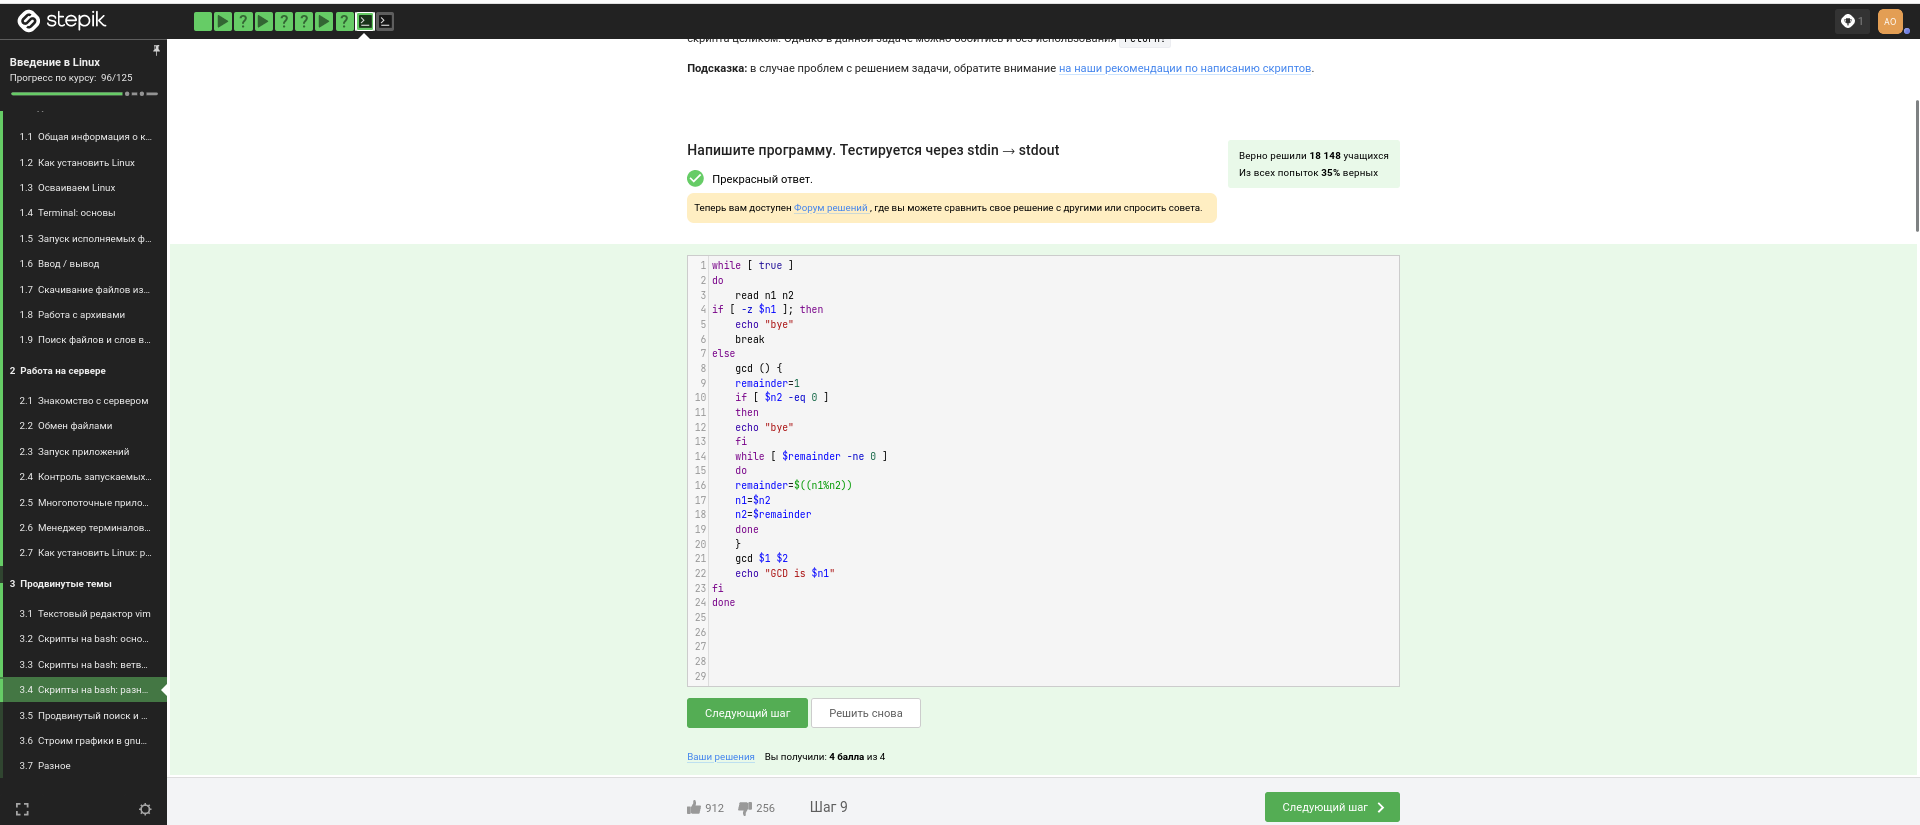 stepik
1
AO
Введение в Linux
Прогресс по курсу: 96/125
1.1 Общая информация о к...
1.2 Как установить Linux
1.3 Осваиваем Linux
1.4 Terminal: основы
1.5 Запуск исполняемых ф...
1.6 Ввод / вывод
1.7 Скачивание файлов из...
1.8 Работа с архивами
1.9 Поиск файлов и слов в...
2 Работа на сервере
2.1 Знакомство с сервером
2.2 Обмен файлами
2.3 Запуск приложений
2.4 Контроль запускаемых...
2.5 Многопоточные прило...
2.6 Менеджер терминалов...
2.7 Как установить Linux: р...
3 Продвинутые темы
3.1 Текстовый редактор vim
3.2 Скрипты на bash: осно...
3.3 Скрипты на bash: ветв...
3.4 Скрипты на bash: разн...
3.5 Продвинутый поиск и ...
3.6 Строим графики в gnu...
3.7 Разное
скрипта целиком. Однако в данной задаче можно обойтись и без использования return.
Подсказка: в случае проблем с решением задачи, обратите внимание на наши рекомендации по написанию скриптов.
Напишите программу. Тестируется через stdin → stdout
Верно решили 18 148 учащихся
Из всех попыток 35% верных
Прекрасный ответ.
Теперь вам доступен Форум решений , где вы можете сравнить свое решение с другими или спросить совета.
1 while [ true ]
2 do
3 read n1 n2
4 if [ -z $n1 ]; then
5 echo "bye"
6 break
7 else
8 gcd () {
9 remainder=1
10 if [ $n2 -eq 0 ]
11 then
12 echo "bye"
13 fi
14 while [ $remainder -ne 0 ]
15 do
16 remainder=$((n1%n2))
17 n1=$n2
18 n2=$remainder
19 done
20 }
21 gcd $1 $2
22 echo "GCD is $n1"
23 fi
24 done
25
26
27
28
29
Следующий шаг
Решить снова
Ваши решения Вы получили: 4 балла из 4
912 256 Шаг 9
Следующий шаг